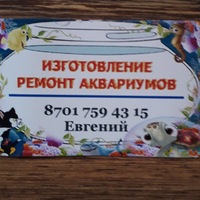 ИЗГОТОВЛЕНИЕ
РЕМОНТ АКВАРИУМОВ
8701 759 43 15
Евгений